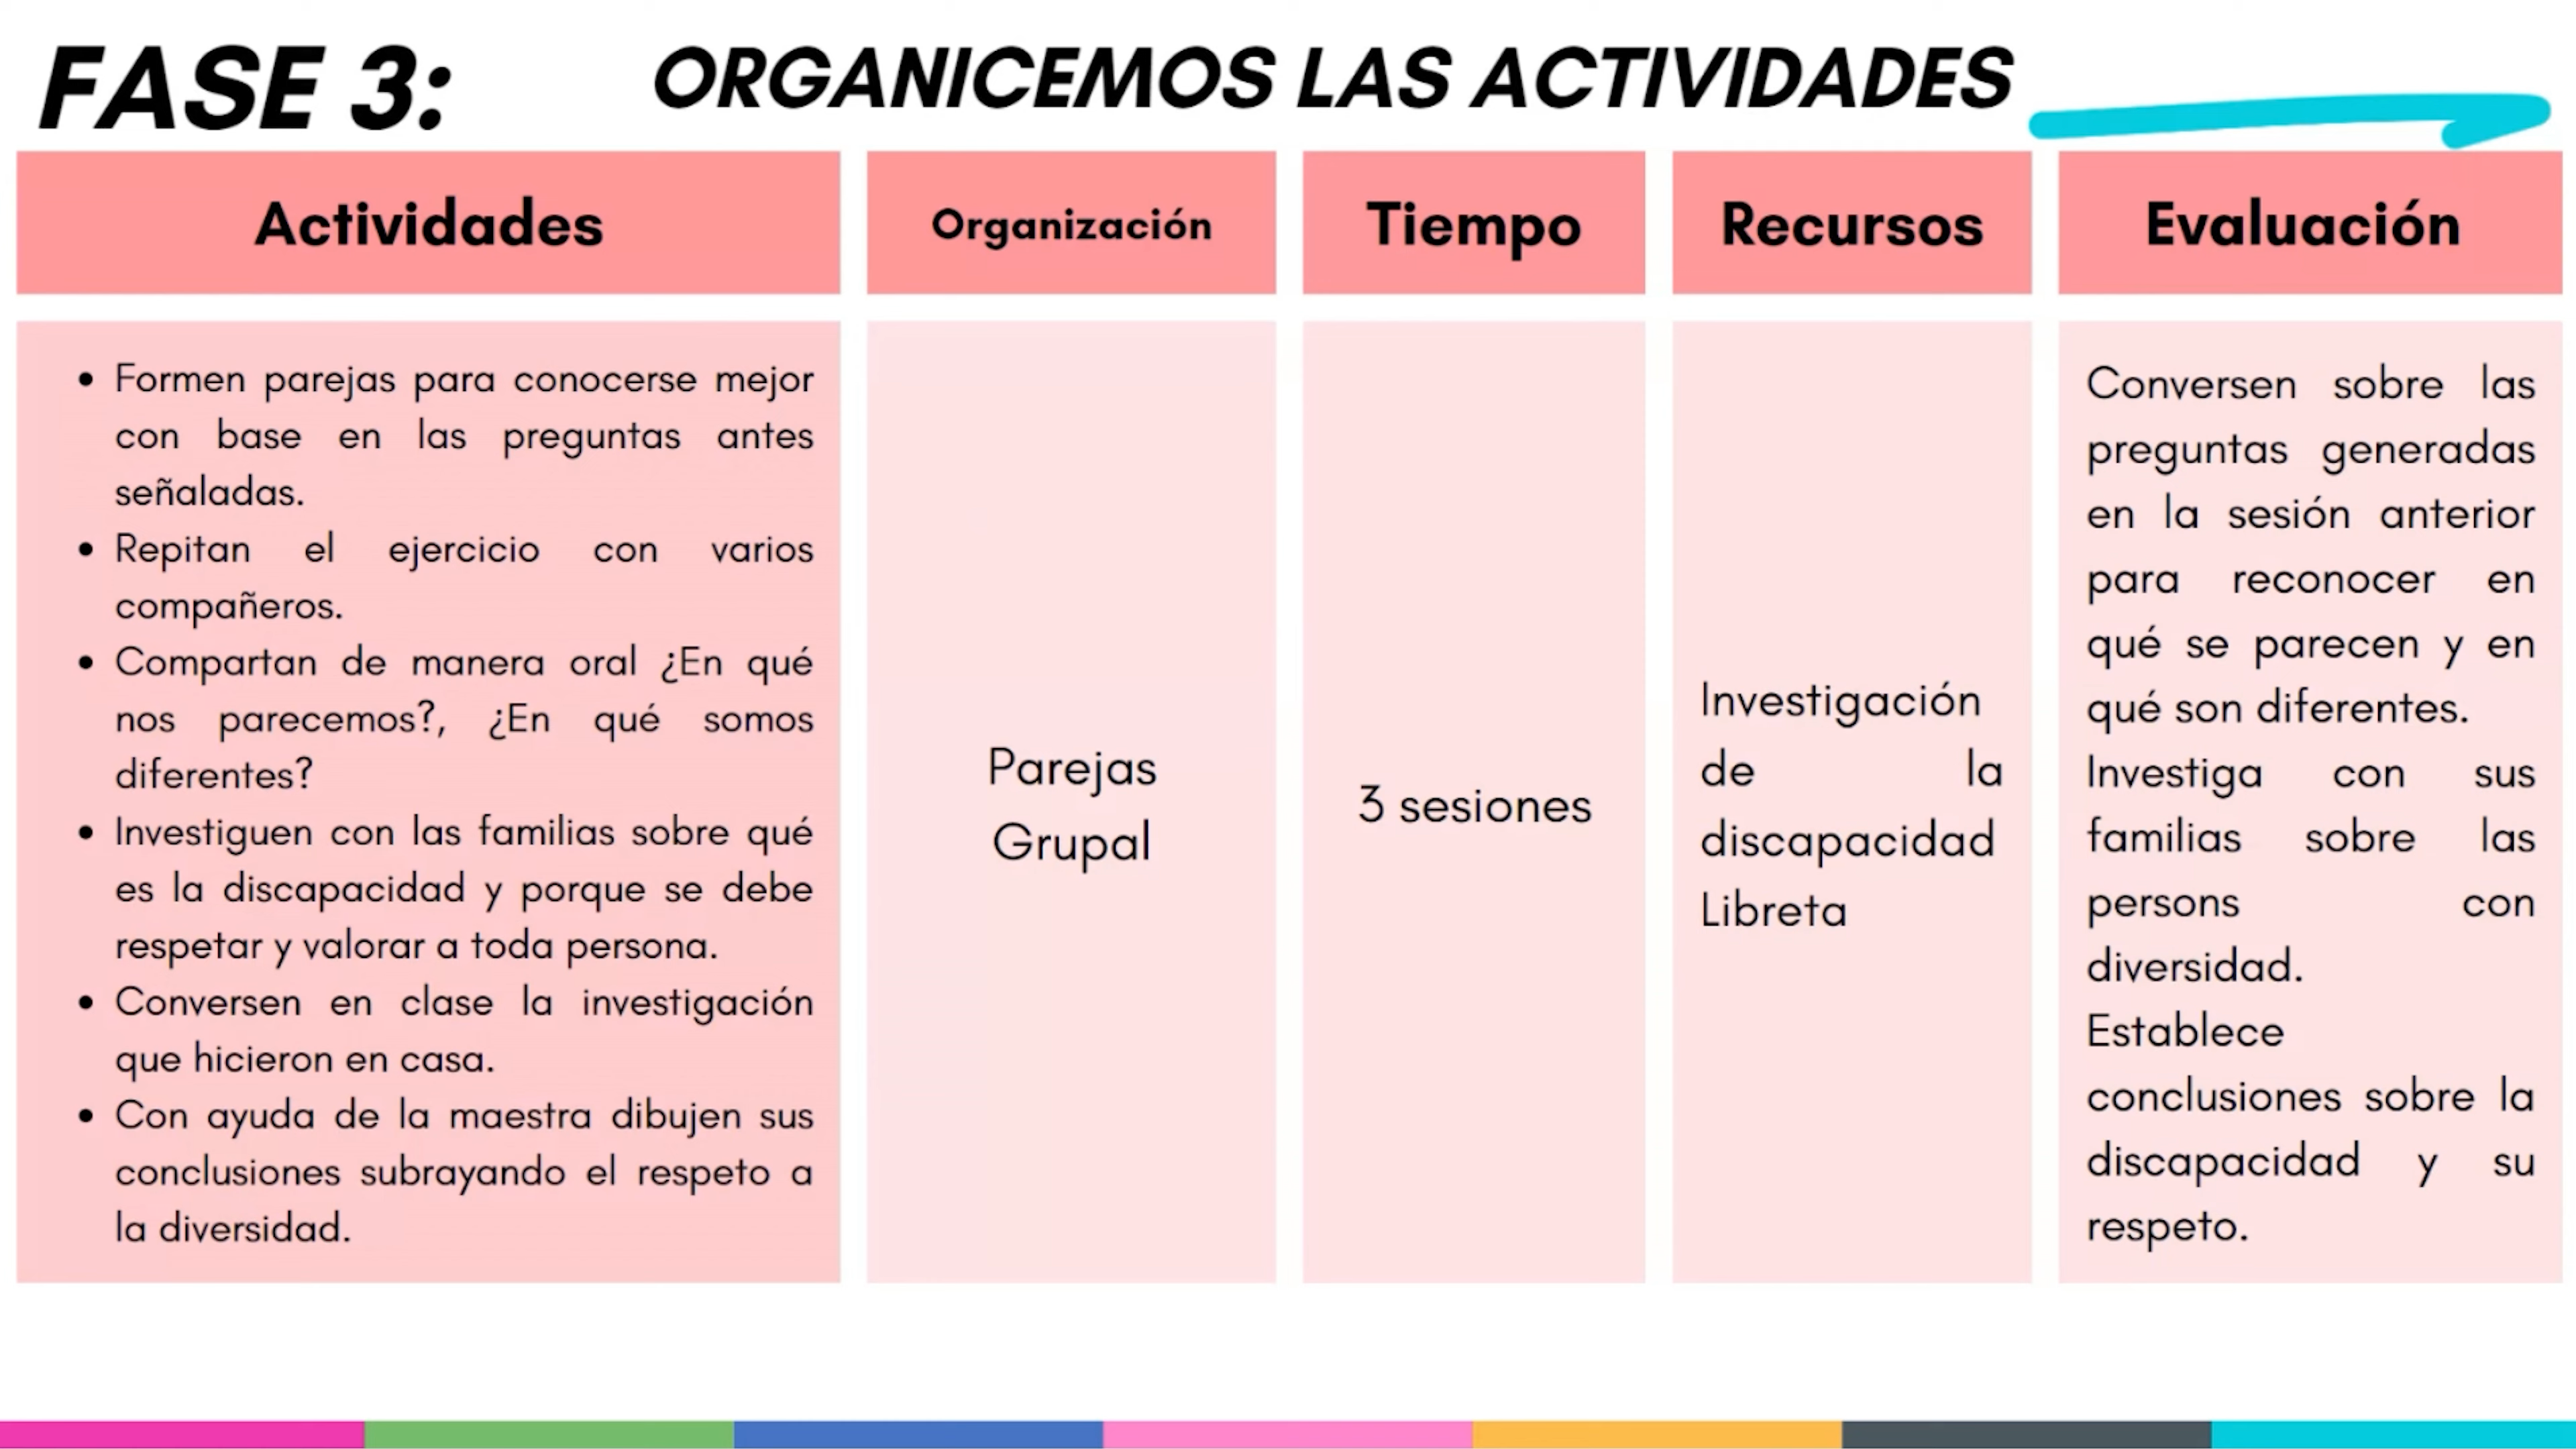 FASE 3:
ORGANICEMOS LAS ACTIVIDADES
Actividades
Organización
Tiempo
Recursos
Evaluación
• Formen parejas para conocerse mejor
con base en las preguntas antes
señaladas.
• Repitan el ejercicio con varios
compañeros.
• Compartan de manera oral ¿En qué
nos parecemos?, ¿En qué somos
diferentes?
• Investiguen con las familias sobre qué
es la discapacidad y porque se debe
respetar y valorar a toda persona.
• Conversen en clase la investigación
que hicieron en casa.
• Con ayuda de la maestra dibujen sus
conclusiones subrayando el respeto a
la diversidad.
Parejas
Grupal
3 sesiones
Investigación
de la
discapacidad
Libreta
Conversen sobre las
preguntas generadas
en la sesión anterior
para reconocer en
qué se parecen y en
qué son diferentes.
Investiga con sus
familias sobre las
persons con
diversidad.
Establece
conclusiones sobre la
discapacidad y su
respeto.